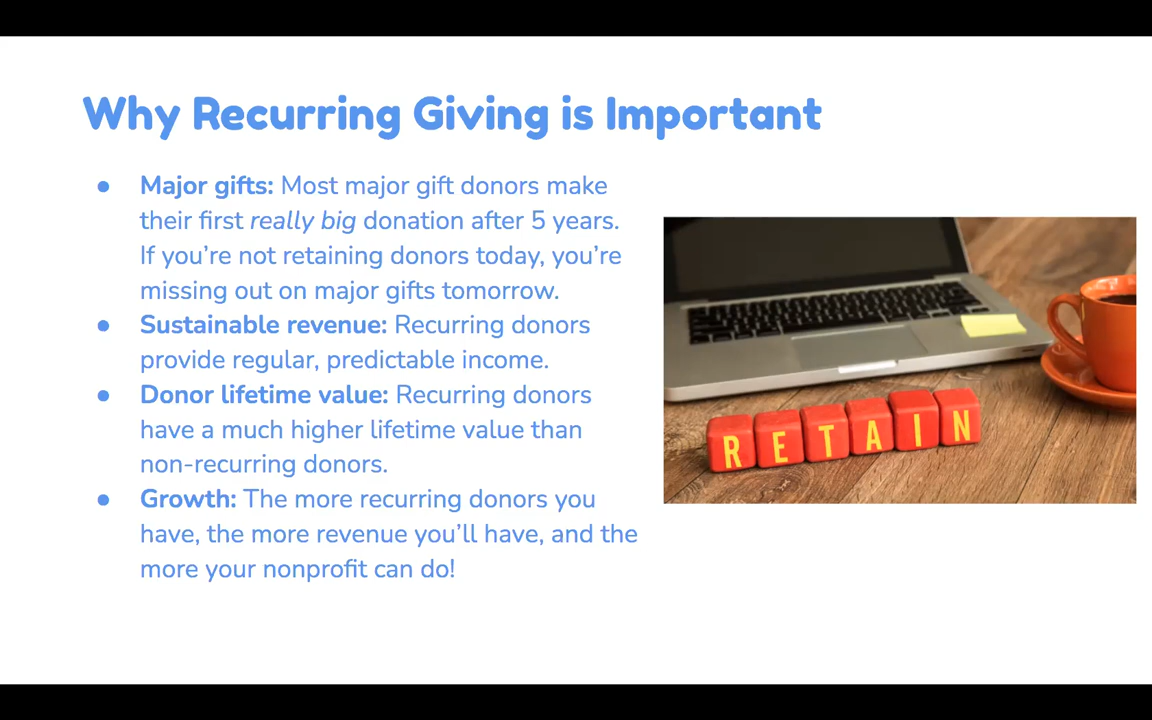 Why Recurring Giving is Important
● Major gifts: Most major gift donors make
their first really big donation after 5 years.
If you’re not retaining donors today, you’re
missing out on major gifts tomorrow.
● Sustainable revenue: Recurring donors
provide regular, predictable income.
● Donor lifetime value: Recurring donors
have a much higher lifetime value than
non-recurring donors.
● Growth: The more recurring donors you
have, the more revenue you’ll have, and the
more your nonprofit can do!
RETAIN